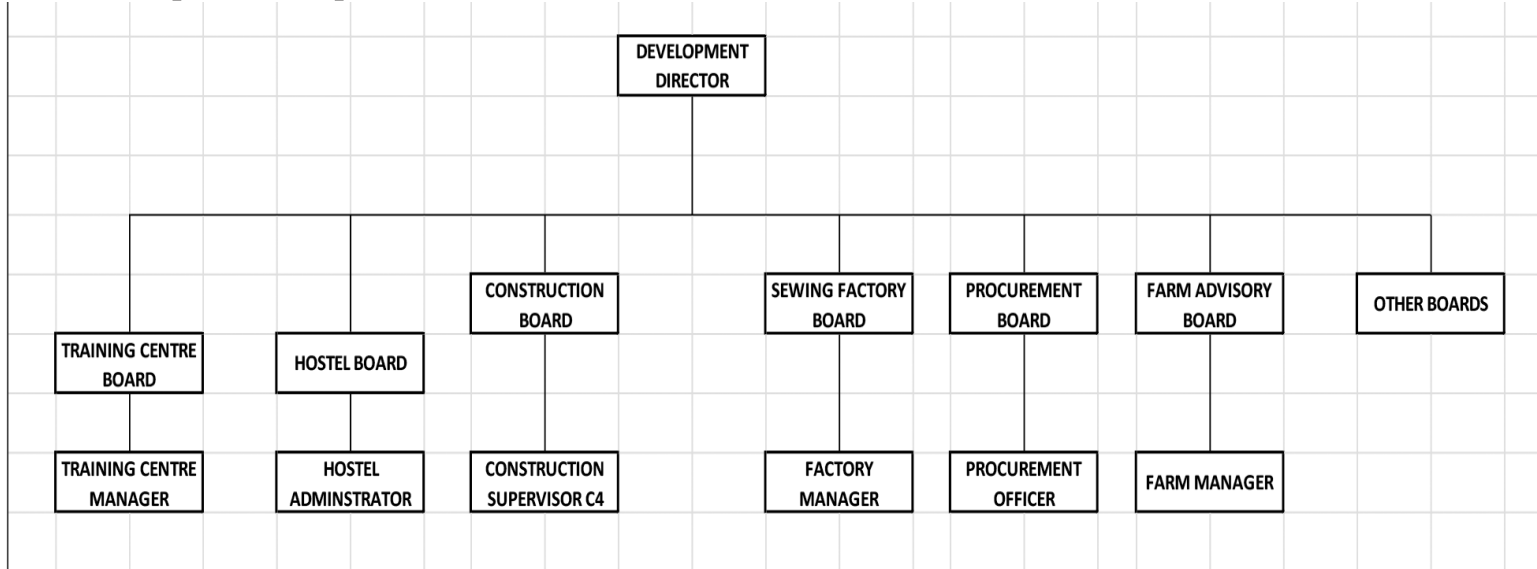 DEVELOPMENT
DIRECTOR
CONSTRUCTION
BOARD
SEWING FACTORY
BOARD
PROCUREMENT
BOARD
FARM ADVISORY
BOARD
OTHER BOARDS
TRAINING CENTRE
BOARD
HOSTEL BOARD
TRAINING CENTRE
MANAGER
HOSTEL
ADMINSTRATOR
CONSTRUCTION
SUPERVISOR C4
FACTORY
MANAGER
PROCUREMENT
OFFICER
FARM MANAGER